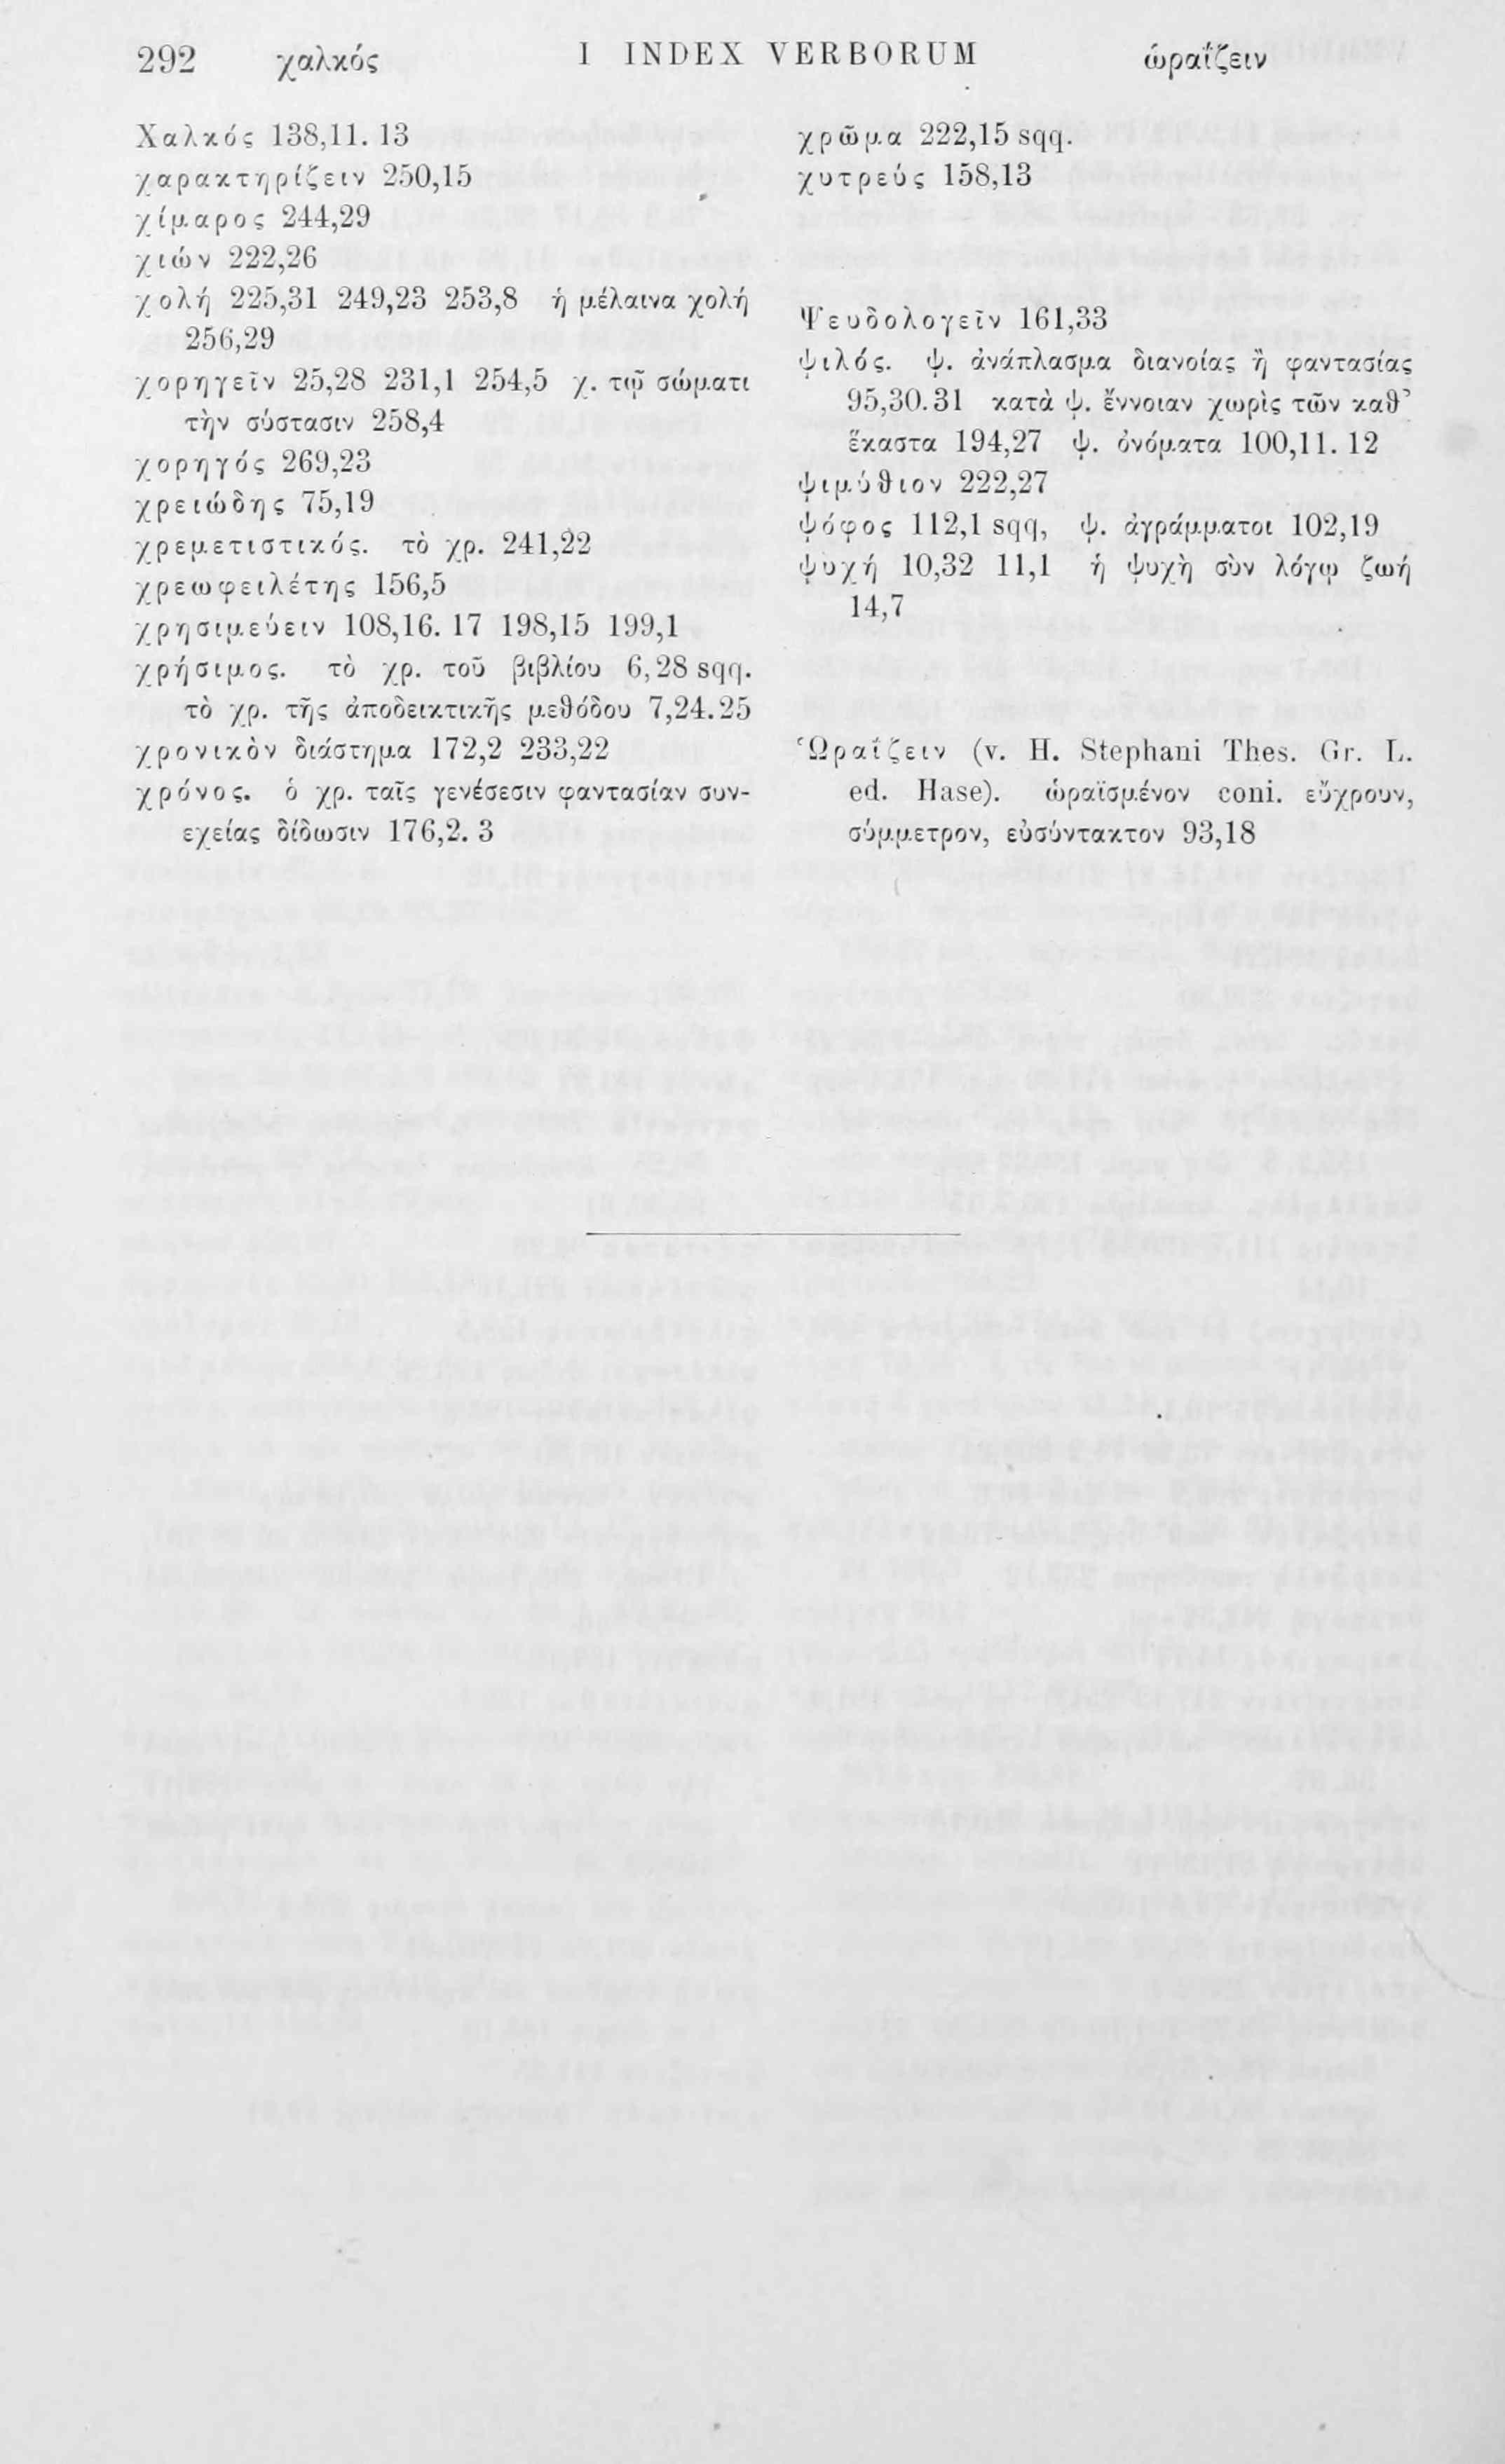 292 χαλκός I INDEX VERBORUM ὡραΐζειν
Χαλκός 138,11. 13
χαρακτηρίζειν 250,15
χίμαρος 244,29
χιών 222,26
χολή 225,31 249,23 253,8 ἡ μέλαινα χολή
256,29
χορηγεῖν 25,28 231,1 254,5 χ. τῷ σώματι
τὴν σύστασιν 258,4
χορηγός 269,23
χρειώδης 75,19
χρεμετιστικός. τὸ χρ. 241,22
χρεωφειλέτης 156,5
χρησιμεύειν 108,16. 17 198,15 199,1
χρήσιμος. τὸ χρ. τοῦ βιβλίου 6,28 sqq.
τὸ χρ. τῆς ἀποδεικτικῆς μεθόδου 7,24. 25
χρονικὸν διάστημα 172,2 233,22
χρόνος. ὁ χρ. ταῖς γενέσεσιν φαντασίαν συν-
εχείας δίδωσιν 176,2. 3
χρῶμα 222,15 sqq.
χυτρεύς 158,13
Ψευδολογεῖν 161,33
ψιλός. ψ. ἀνάπλασμα διανοίας ἢ φαντασίας
95,30. 31 κατὰ ψ. ἔννοιαν χωρὶς τῶν καθ’
ἕκαστα 194,27 ψ. ὀνόματα 100,11. 12
ψιμύθιον 222,27
ψόφος 112,1 sqq, ψ. ἀγράμματοι 102,19
ψυχή 10,32 11,1 ἡ ψυχὴ σὺν λόγῳ ζωή
14,7
Ὡραΐζειν (v. H. Stephani Thes. Gr. L.
ed. Hase). ὡραϊσμένον coni. εὔχρουν,
σύμμετρον, εὐσύντακτον 93,18